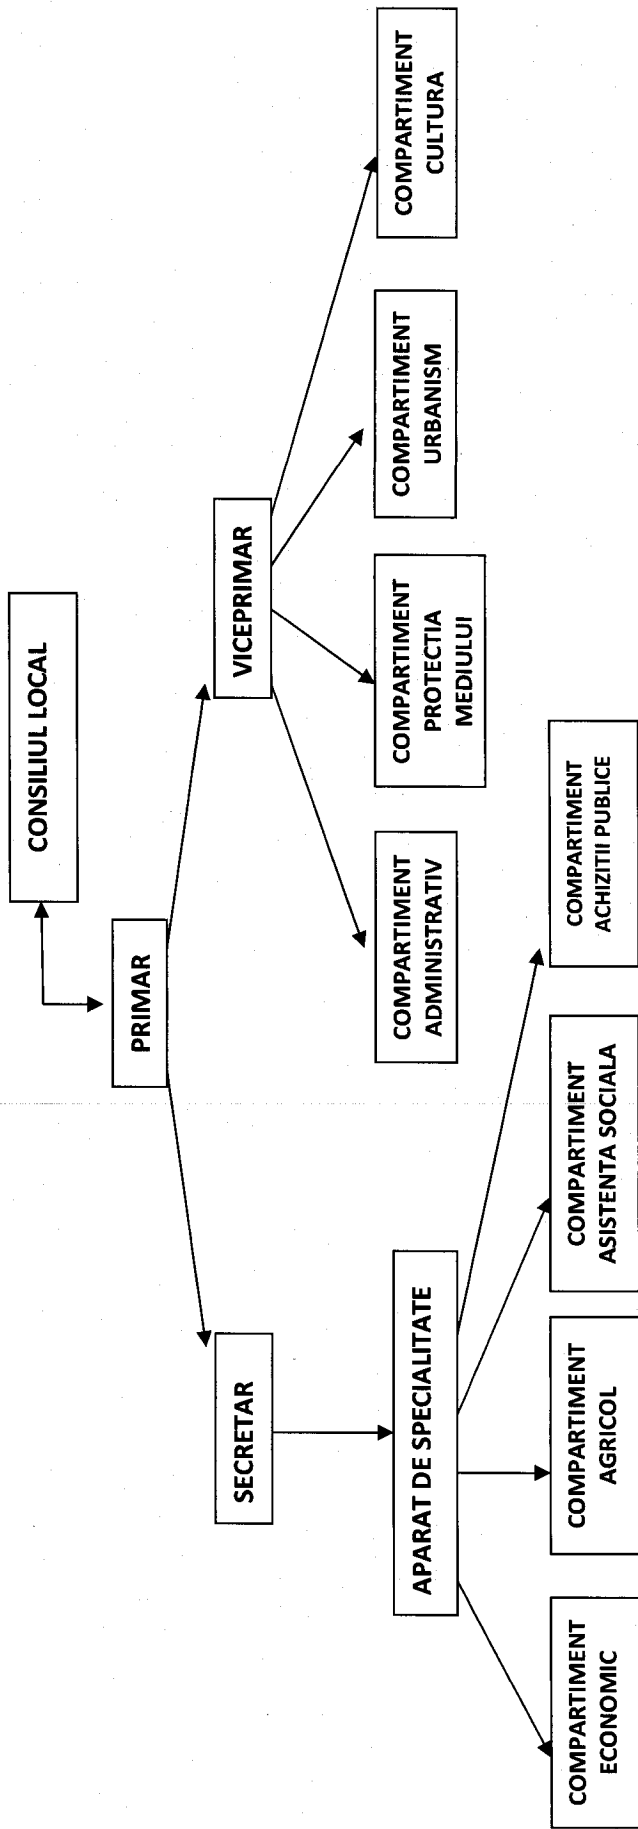 CONSILIUL LOCAL
PRIMAR
SECRETAR
VICEPRIMAR
APARAT DE SPECIALITATE
COMPARTIMENT
ADMINISTRATIV
COMPARTIMENT
PROTECTIA
MEDIULUI
COMPARTIMENT
URBANISM
COMPARTIMENT
CULTURA
COMPARTIMENT
ECONOMIC
COMPARTIMENT
AGRICOL
COMPARTIMENT
ASISTENTA SOCIALA
COMPARTIMENT
ACHIZITII PUBLICE